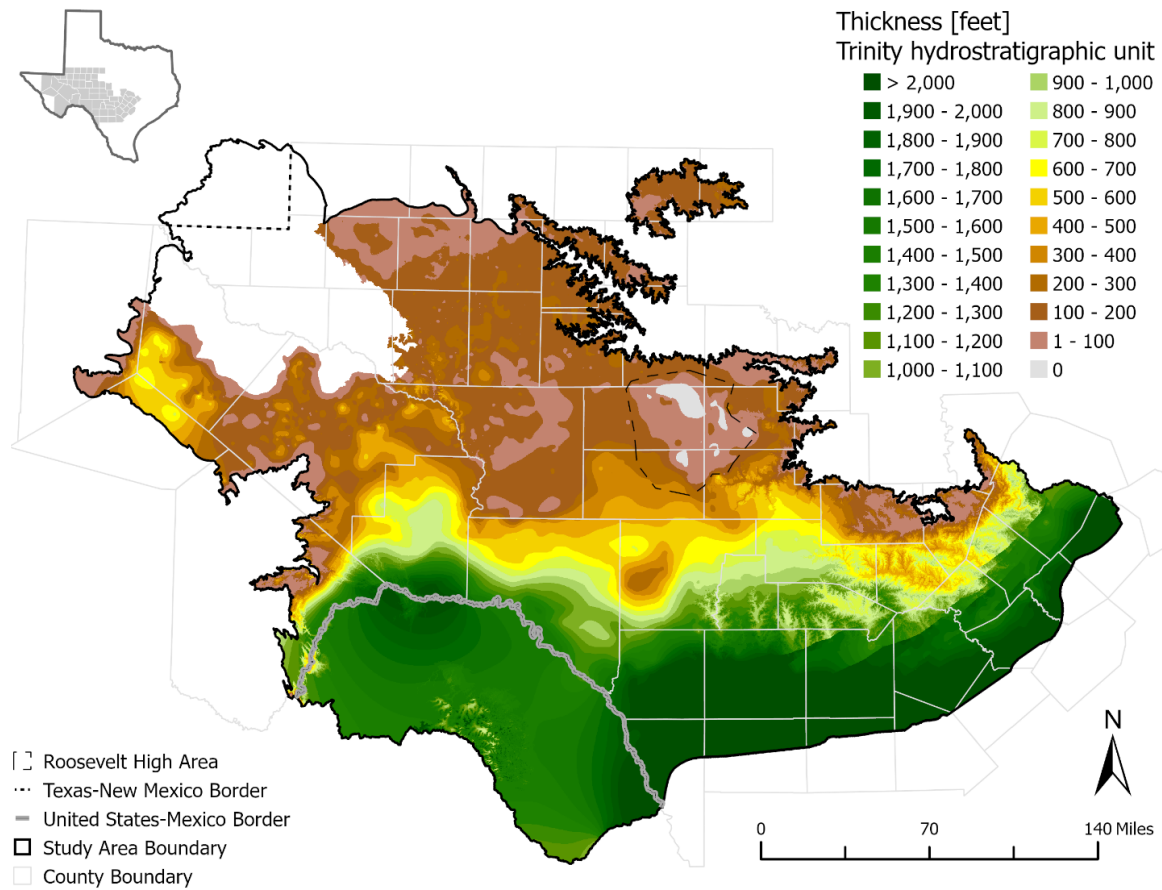 Thickness [feet]
Trinity hydrostratigraphic unit
> 2,000
1,900 - 2,000
1,800 - 1,900
1,700 - 1,800
1,600 - 1,700
1,500 - 1,600
1,400 - 1,500
1,300 - 1,400
1,200 - 1,300
1,100 - 1,200
1,000 - 1,100
900 - 1,000
800 - 900
700 - 800
600 - 700
500 - 600
400 - 500
300 - 400
200 - 300
100 - 200
1 - 100
0
Roosevelt High Area
Texas-New Mexico Border
United States-Mexico Border
Study Area Boundary
County Boundary
N
0 70 140 Miles